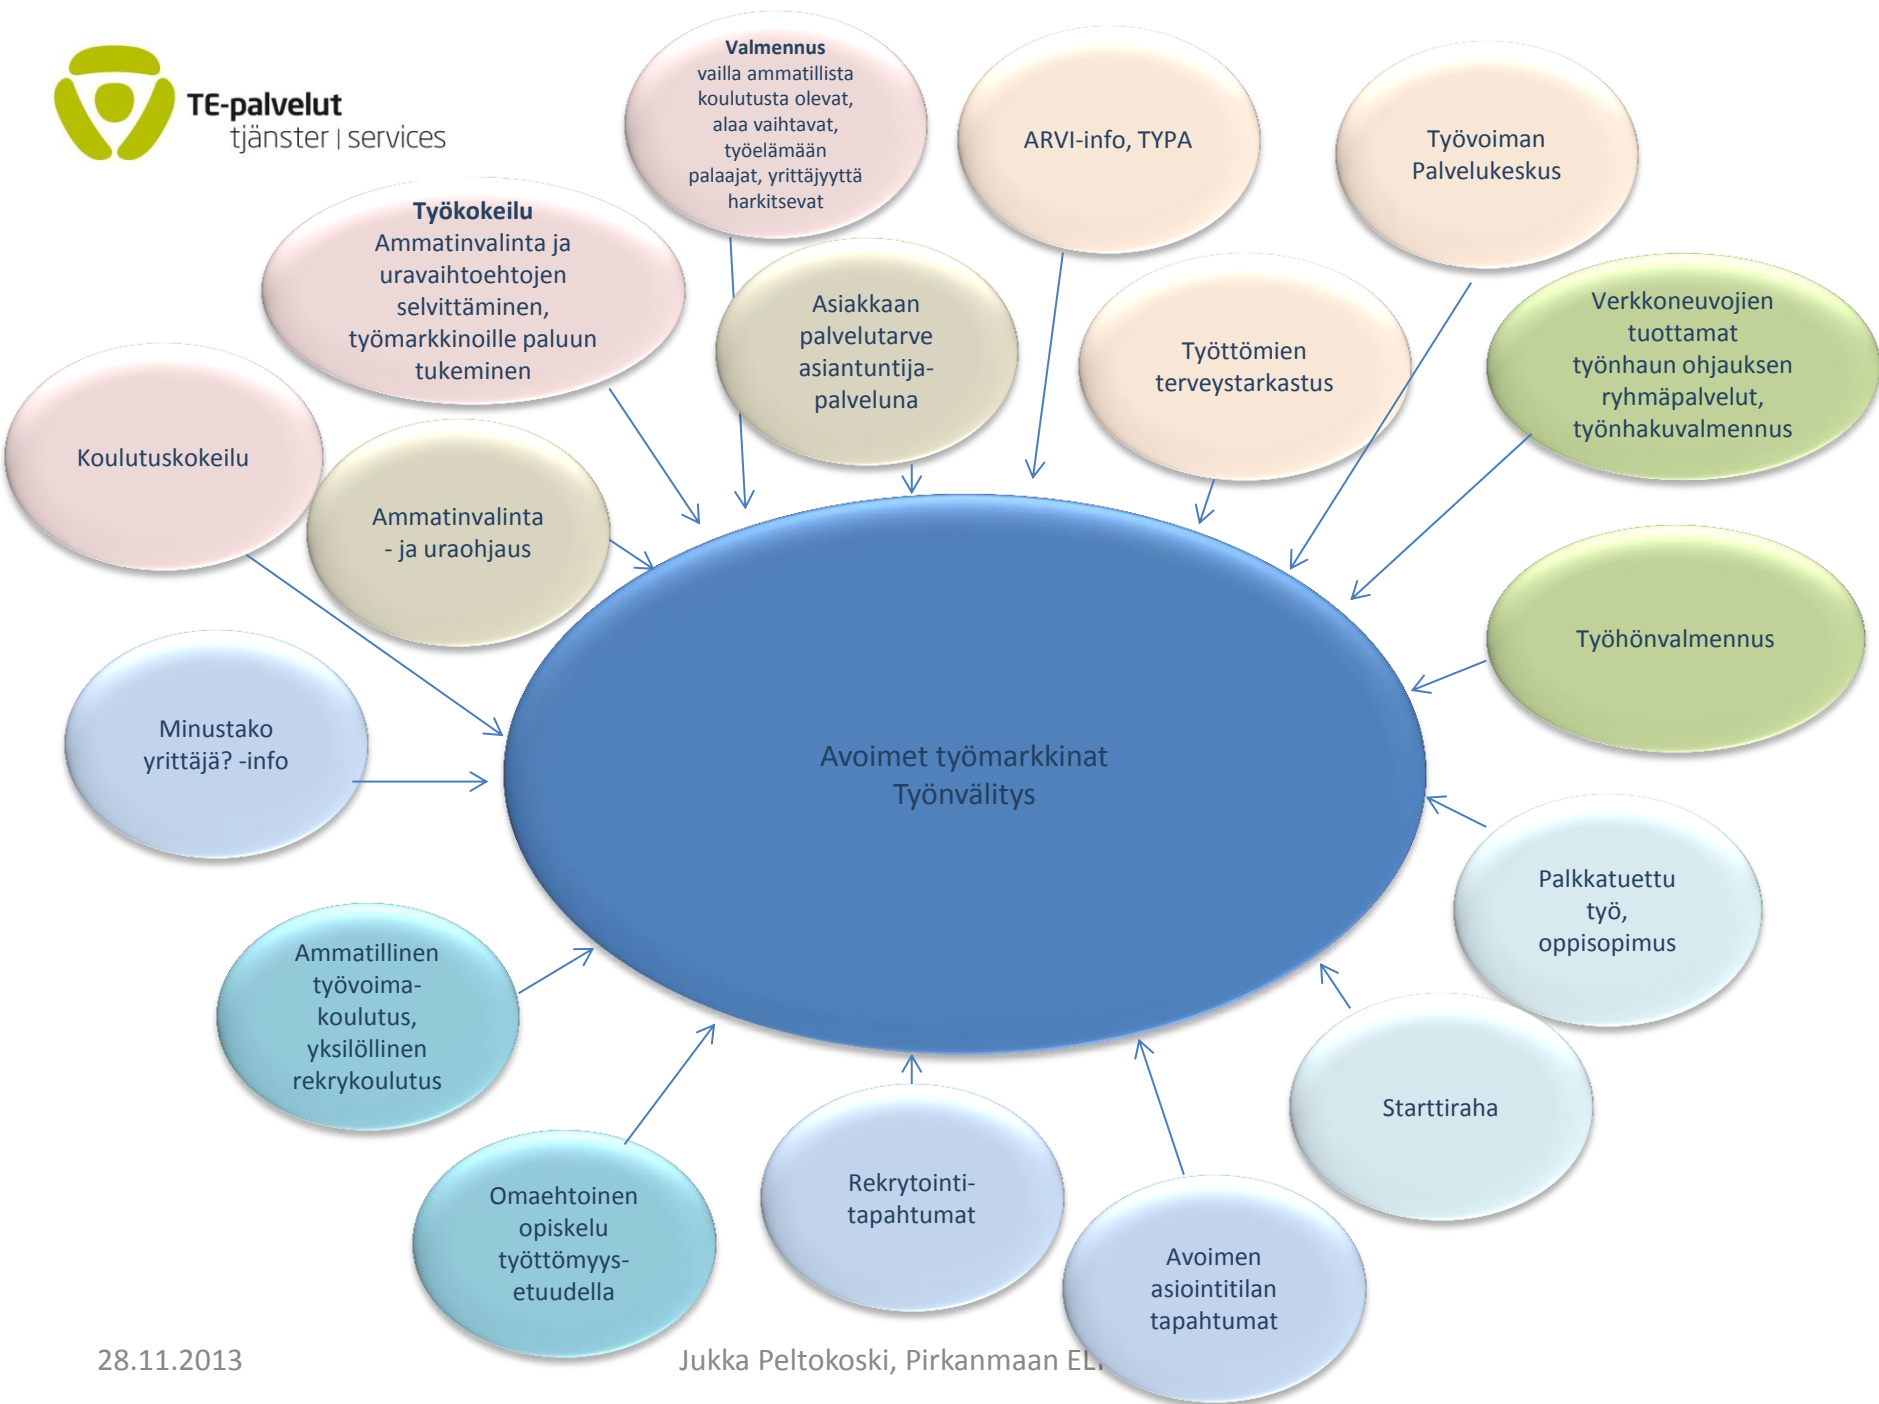 TE-palvelut
tjänster | services
Valmennus
vailla ammatillista
koulutusta olevat,
alaa vaihtavat,
työelämään
palaajat, yrittäjyyttä
harkitsevat
ARVI-info, TYPA
Työvoiman
Palvelukeskus
Työkokeilu
Ammatinvalinta ja
uravaihtoehtojen
selvittäminen,
työmarkkinoille paluun
tukeminen
Asiakkaan
palvelutarve
asiantuntija-
palveluna
Työttömien
terveystarkastus
Verkkoneuvojien
tuottamat
työnhaun ohjauksen
ryhmäpalvelut,
työnhakuvalmennus
Koulutuskokeilu
Ammatinvalinta
- ja uraohjaus
Työhönvalmennus
Minustako
yrittäjä? -info
Avoimet työmarkkinat
Työnvälitys
Palkkatuettu
työ,
oppisopimus
Ammatillinen
työvoima-
koulutus,
yksilöllinen
rekrykoulutus
Starttiraha
Omaehtoinen
opiskelu
työttömyys-
etuudella
Rekrytointi-
tapahtumat
Avoimen
asiointitilan
tapahtumat
28.11.2013
Jukka Peltokoski, Pirkanmaan